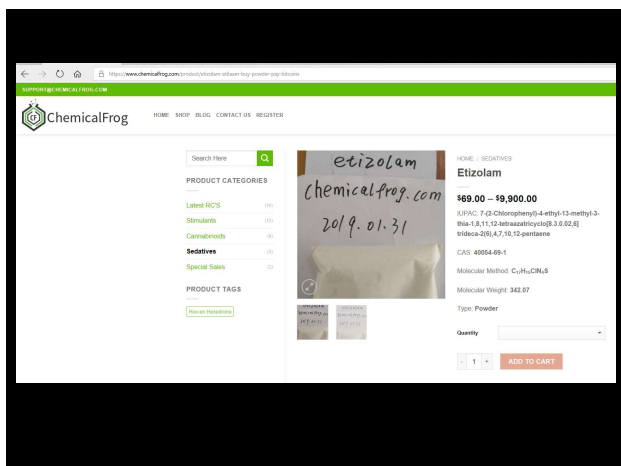 https://www.chemicalfrog.com/product/etizolam-etilaam-buy-powder-pay-bitcoin
SUPPORT@CHEMICALFROG.COM
CF
ChemicalFrog
HOME SHOP BLOG CONTACT US REGISTER
Search Here
PRODUCT CATEGORIES
Latest RC'S
Stimulants
Cannabinoids
Sedatives
Special Sales
PRODUCT TAGS
etizolam
chemicalfrog.com
2019.01.31
HOME / SEDATIVES
Etizolam
$69.00 – $9,900.00
IUPAC: 7-(2-Chlorophenyl)-4-ethyl-13-methyl-3-
thia-1,8,11,12-tetraazatricyclo[8.3.0.02,6]
trideca-2(6),4,7,10,12-pentaene
CAS: 40054-69-1
Molecular Method: C₁₇H₁₅ClN₄S
Molecular Weight: 342.07
Type: Powder
Quantity
- 1 +
ADD TO CART